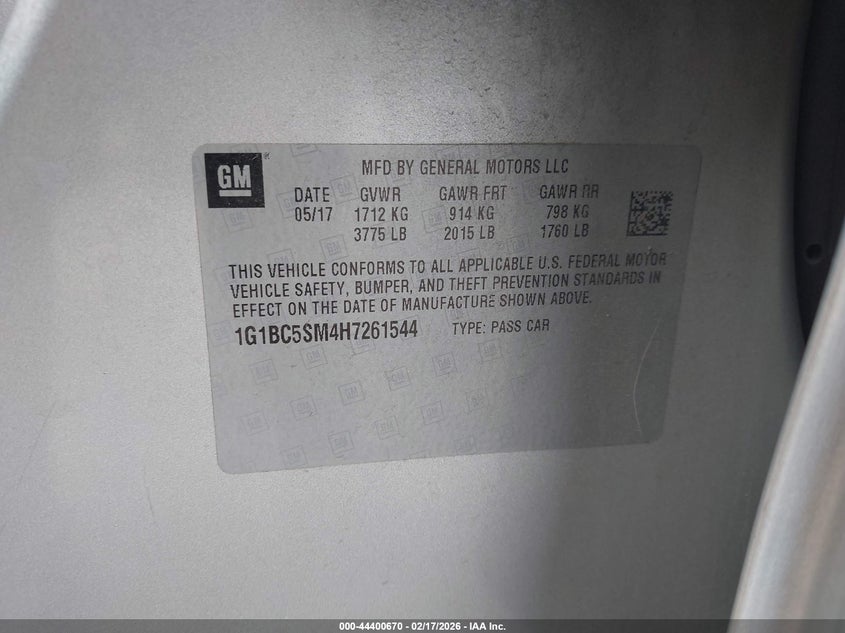 GM
MFD BY GENERAL MOTORS LLC
DATE GVWR GAWR FRT GAWR RR
05/17 1712 KG 914 KG 798 KG
3775 LB 2015 LB 1760 LB
THIS VEHICLE CONFORMS TO ALL APPLICABLE U.S. FEDERAL MOTOR
VEHICLE SAFETY, BUMPER, AND THEFT PREVENTION STANDARDS IN
EFFECT ON THE DATE OF MANUFACTURE SHOWN ABOVE.
1G1BC5SM4H7261544 TYPE: PASS CAR
000-44400670 - 02/17/2026 - IAA Inc.